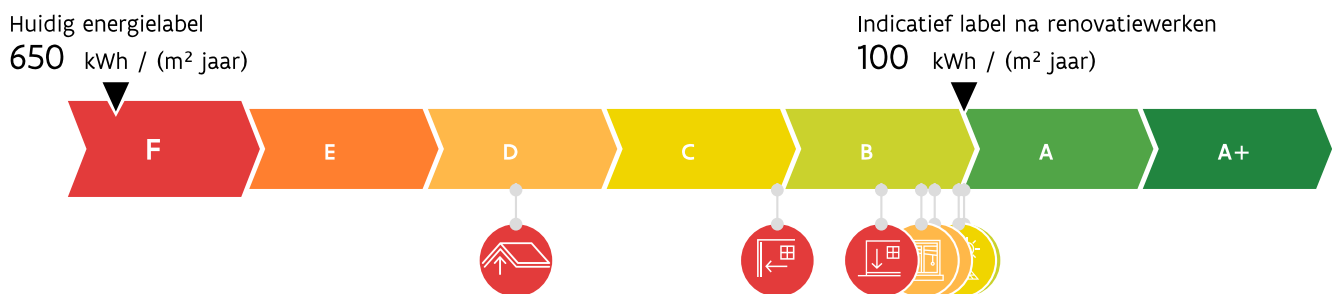 Huidig energielabel
650 kWh / (m² jaar)
Indicatief label na renovatiewerken
100 kWh / (m² jaar)
F E D C B A A+